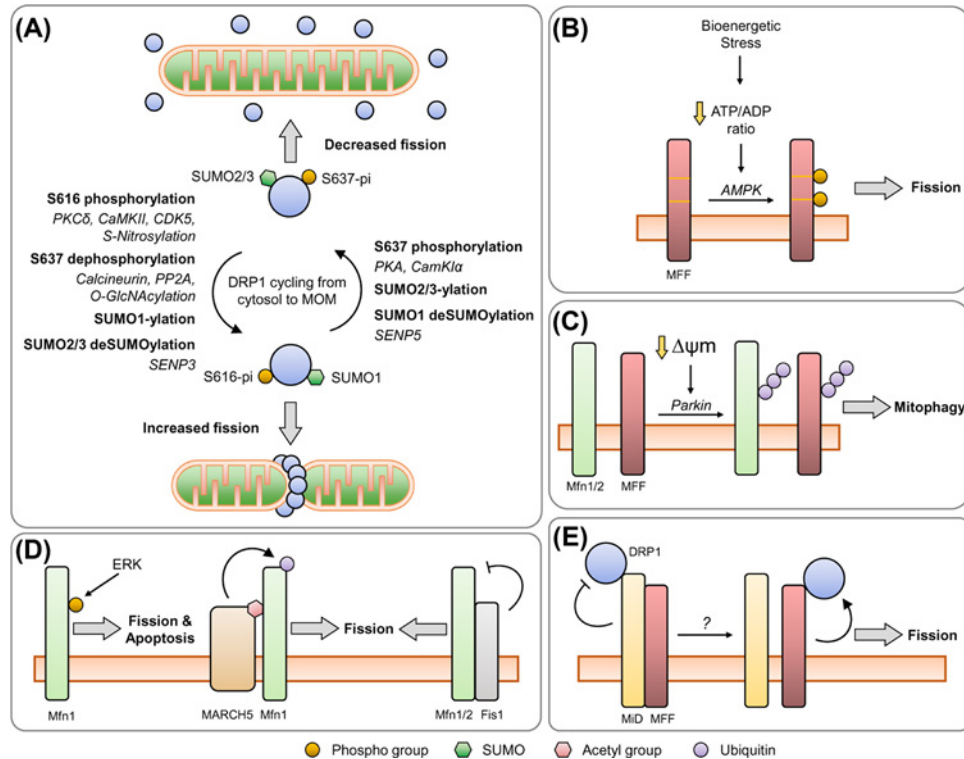 (A)
Decreased fission
SUMO2/3
S637-pi
S616 phosphorylation
PKCδ, CaMKII, CDK5,
S-Nitrosylation
S637 dephosphorylation
Calcineurin, PP2A,
O-GlcNAcylation
SUMO1-ylation
SUMO2/3 deSUMOylation
SENP3
DRP1 cycling from
cytosol to MOM
S637 phosphorylation
PKA, CamKIα
SUMO2/3-ylation
SUMO1 deSUMOylation
SENP5
S616-pi
SUMO1
Increased fission
(B)
Bioenergetic
Stress
ATP/ADP
ratio
AMPK
Fission
MFF
(C)
Δψm
Parkin
Mitophagy
Mfn1/2
MFF
(D)
ERK
Fission &
Apoptosis
Fission
Mfn1
MARCH5
Mfn1
Mfn1/2
Fis1
(E)
DRP1
?
Fission
MiD
MFF
Phospho group
SUMO
Acetyl group
Ubiquitin